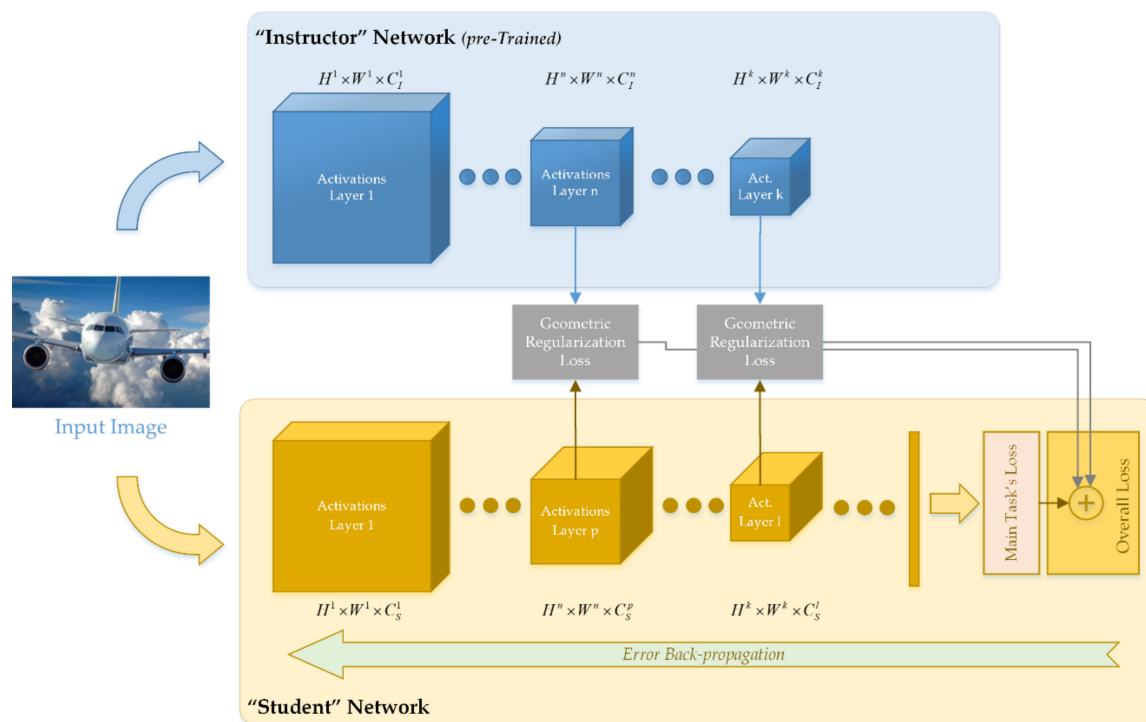 “Instructor” Network (pre-Trained)
H¹ × W¹ × C_I¹
Hⁿ × Wⁿ × C_Iⁿ
Hᵏ × Wᵏ × C_Iᵏ
Activations
Layer 1
Activations
Layer n
Act.
Layer k
Geometric
Regularization
Loss
Geometric
Regularization
Loss
Input Image
Activations
Layer 1
Activations
Layer p
Act.
Layer l
Main Task's Loss
Overall Loss
+
H¹ × W¹ × C_S¹
Hⁿ × Wⁿ × C_Sᵖ
Hᵏ × Wᵏ × C_Sˡ
Error Back-propagation
“Student” Network